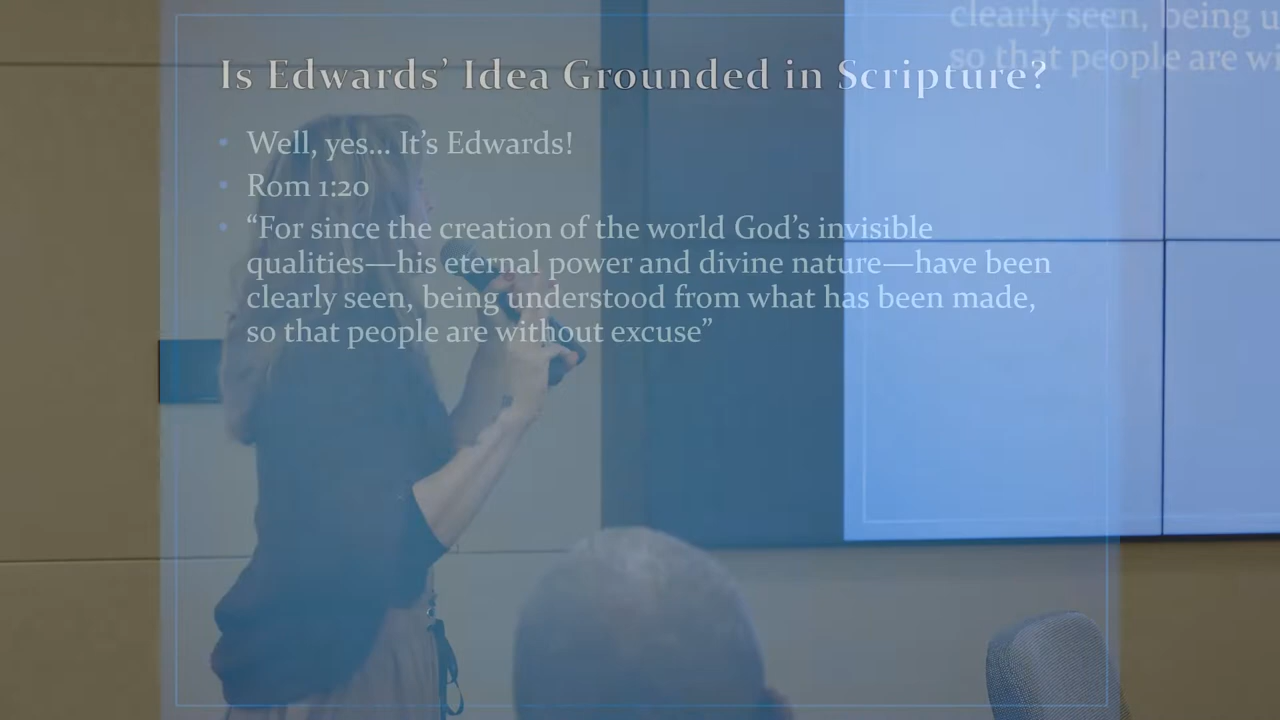 clearly seen, being u
so that people are wi
Is Edwards’ Idea Grounded in Scripture?
• Well, yes… It’s Edwards!
• Rom 1:20
• “For since the creation of the world God’s invisible
qualities—his eternal power and divine nature—have been
clearly seen, being understood from what has been made,
so that people are without excuse”